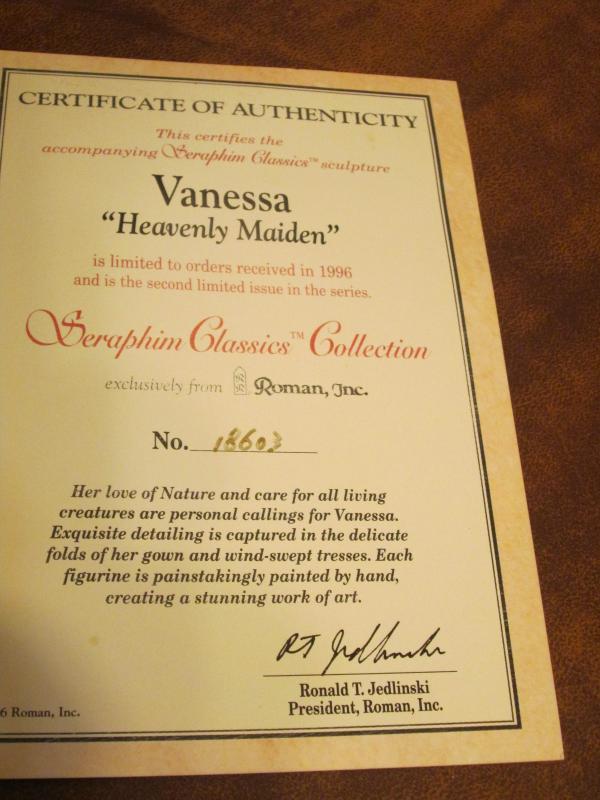 CERTIFICATE OF AUTHENTICITY
This certifies the
accompanying Seraphim Classics™ sculpture
Vanessa
"Heavenly Maiden"
is limited to orders received in 1996
and is the second limited issue in the series.
Seraphim Classics™ Collection
exclusively from Roman, Inc.
No. 18603
Her love of Nature and care for all living
creatures are personal callings for Vanessa.
Exquisite detailing is captured in the delicate
folds of her gown and wind-swept tresses. Each
figurine is painstakingly painted by hand,
creating a stunning work of art.
RT Jedlinski
Ronald T. Jedlinski
President, Roman, Inc.
6 Roman, Inc.